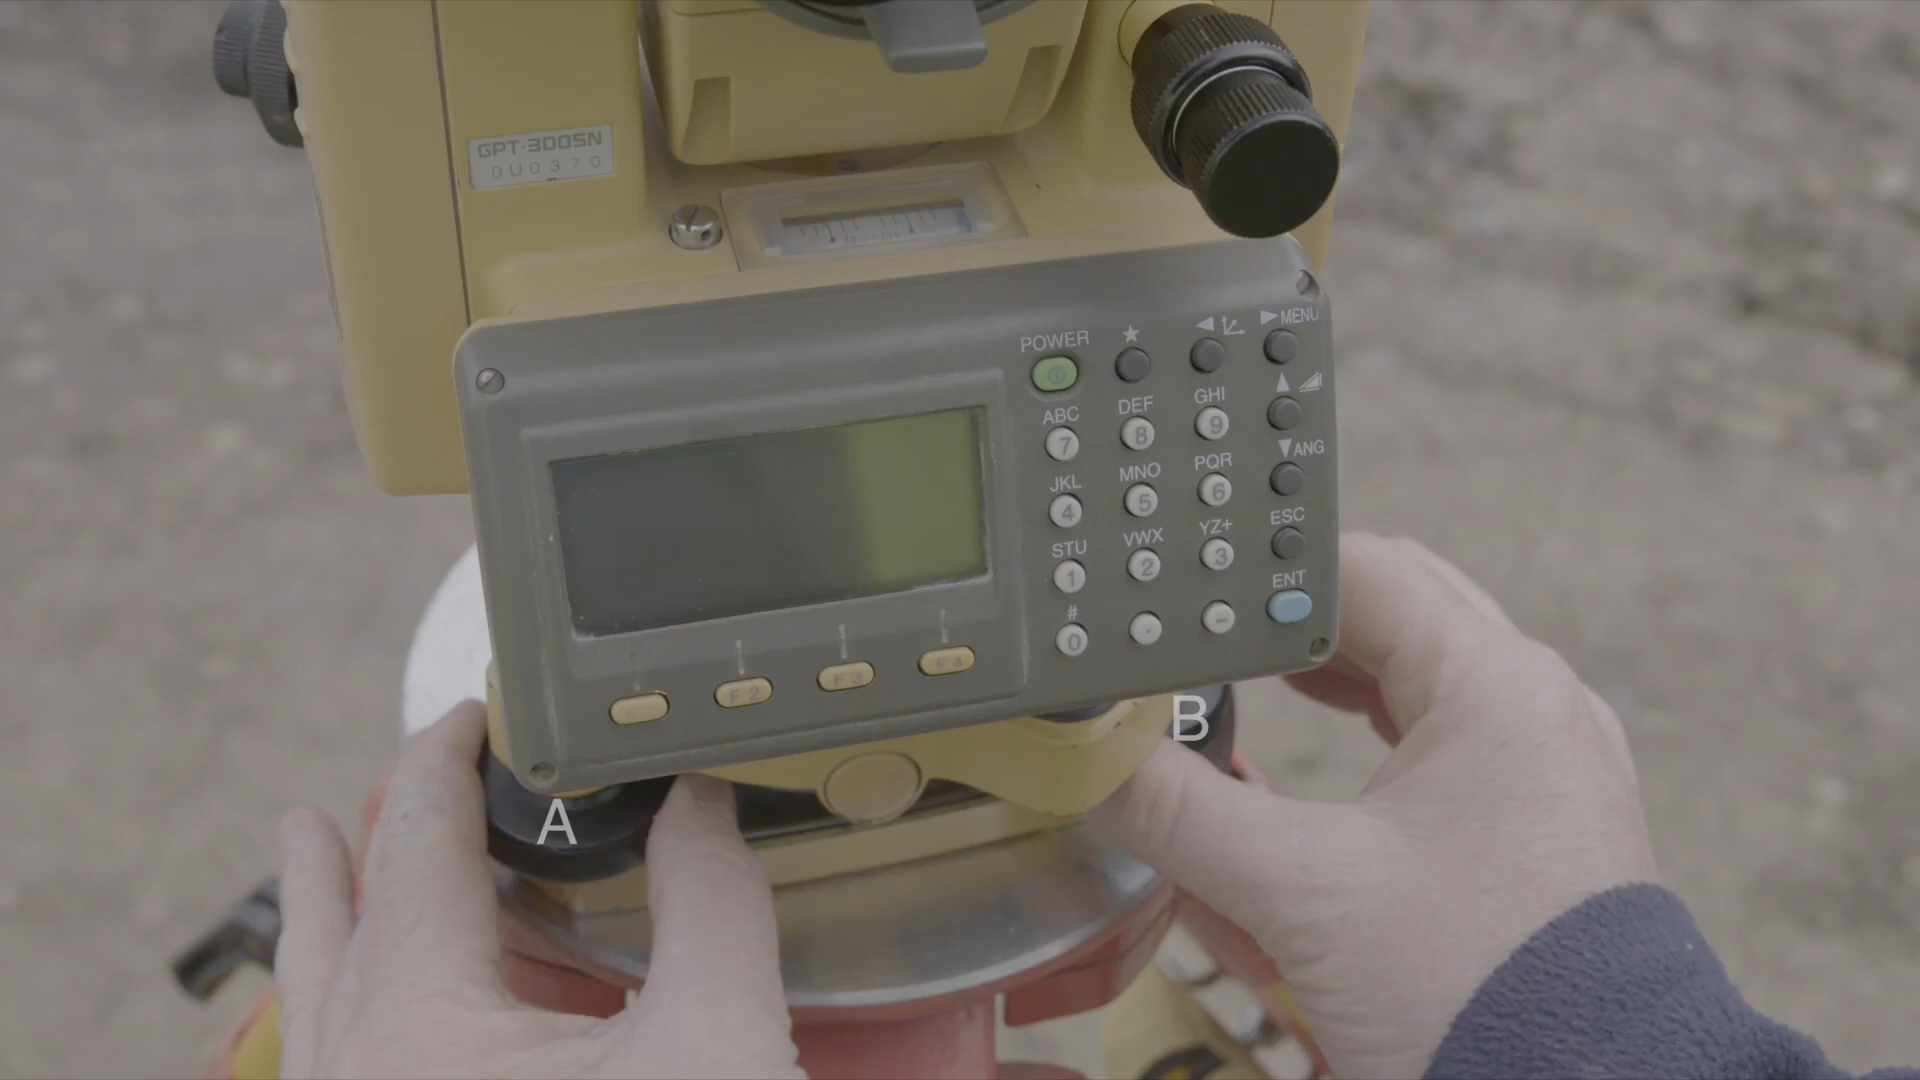 GPT-3005N
0U0370
POWER ★ ◀ ▶MENU
ABC DEF GHI ▲
7 8 9
▼ANG
JKL MNO PQR
4 5 6
ESC
STU VWX YZ+
1 2 3
ENT
#
0 . −
F2 F3 F4
A B